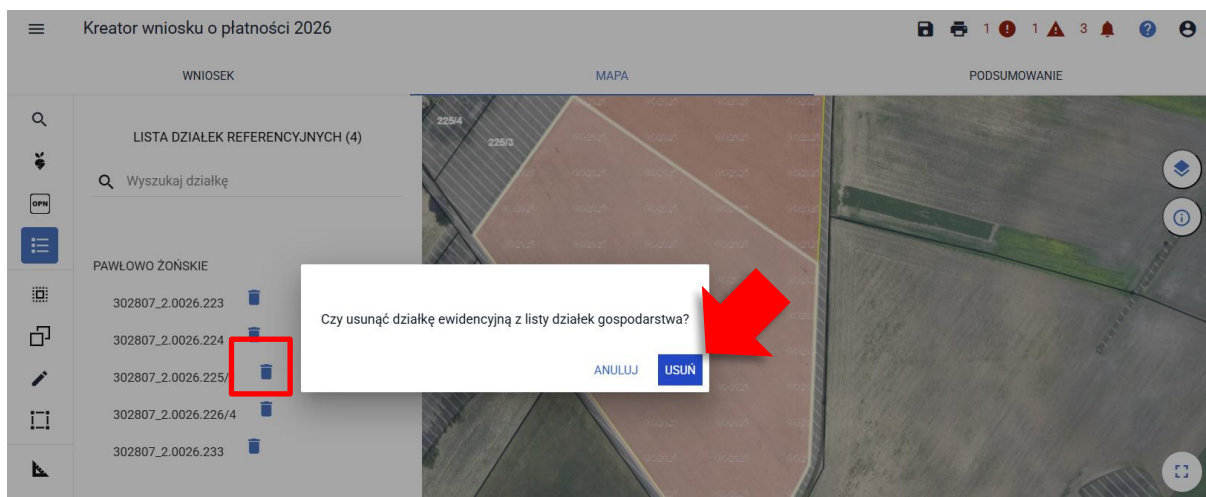 Kreator wniosku o płatności 2026
1 1 3
WNIOSEK MAPA PODSUMOWANIE
LISTA DZIAŁEK REFERENCYJNYCH (4)
Wyszukaj działkę
OPN
PAWŁOWO ŻOŃSKIE
302807_2.0026.223
302807_2.0026.224
302807_2.0026.225/
302807_2.0026.226/4
302807_2.0026.233
225/4
225/3
Czy usunąć działkę ewidencyjną z listy działek gospodarstwa?
ANULUJ USUŃ